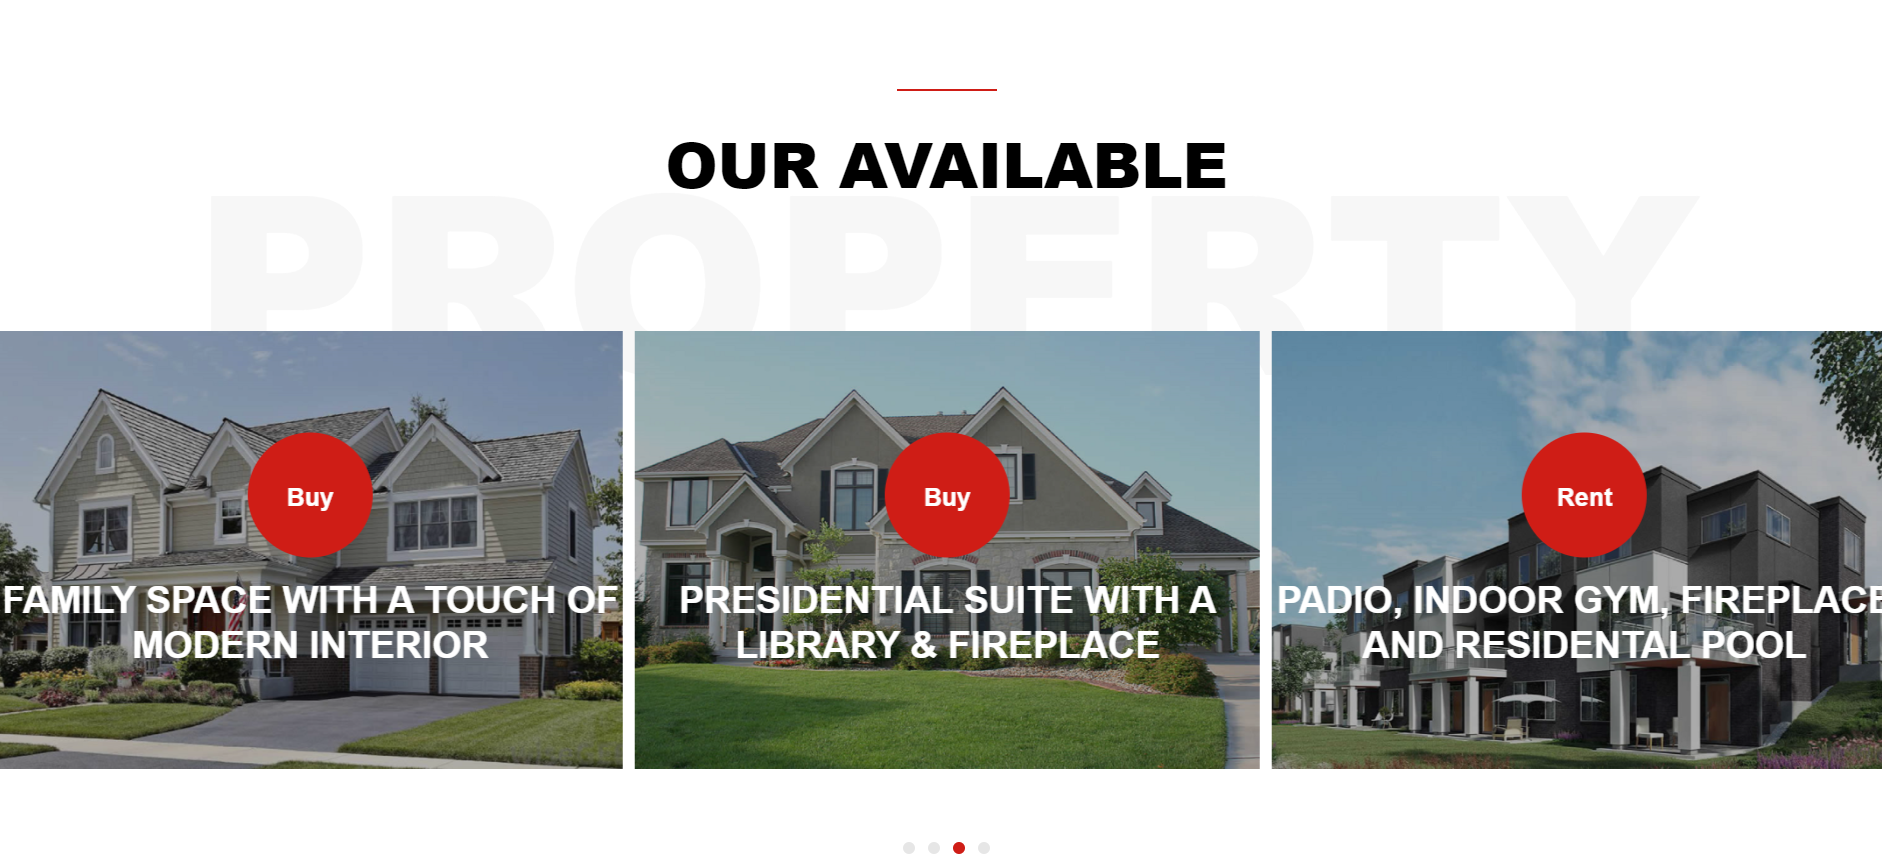 OUR AVAILABLE
PROPERTY
Buy
FAMILY SPACE WITH A TOUCH OF
MODERN INTERIOR
Buy
PRESIDENTIAL SUITE WITH A
LIBRARY & FIREPLACE
Rent
PADIO, INDOOR GYM, FIREPLACE
AND RESIDENTAL POOL